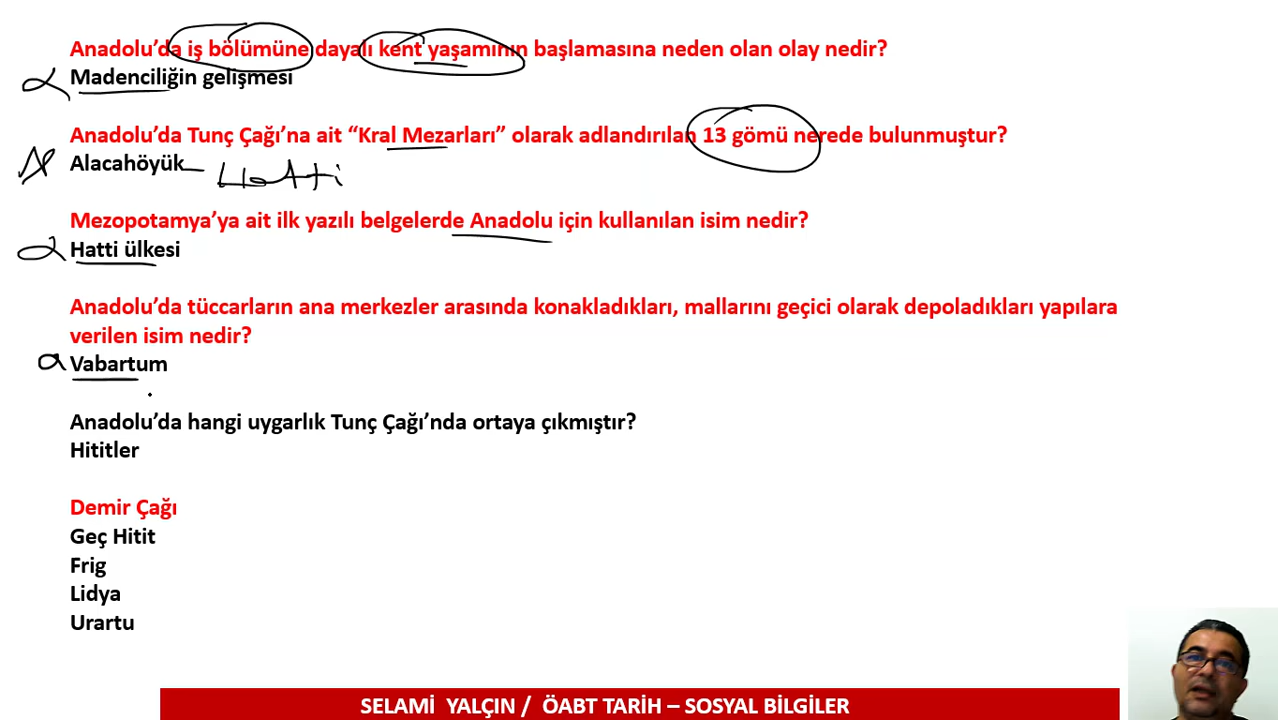 Anadolu'da iş bölümüne dayalı kent yaşamının başlamasına neden olan olay nedir?
Madenciliğin gelişmesi
Anadolu'da Tunç Çağı'na ait “Kral Mezarları” olarak adlandırılan 13 gömü nerede bulunmuştur?
Alacahöyük
Hatti
Mezopotamya'ya ait ilk yazılı belgelerde Anadolu için kullanılan isim nedir?
Hatti ülkesi
Anadolu'da tüccarların ana merkezler arasında konakladıkları, mallarını geçici olarak depoladıkları yapılara
verilen isim nedir?
Vabartum
Anadolu'da hangi uygarlık Tunç Çağı'nda ortaya çıkmıştır?
Hititler
Demir Çağı
Geç Hitit
Frig
Lidya
Urartu
SELAMİ YALÇIN / ÖABT TARİH – SOSYAL BİLGİLER